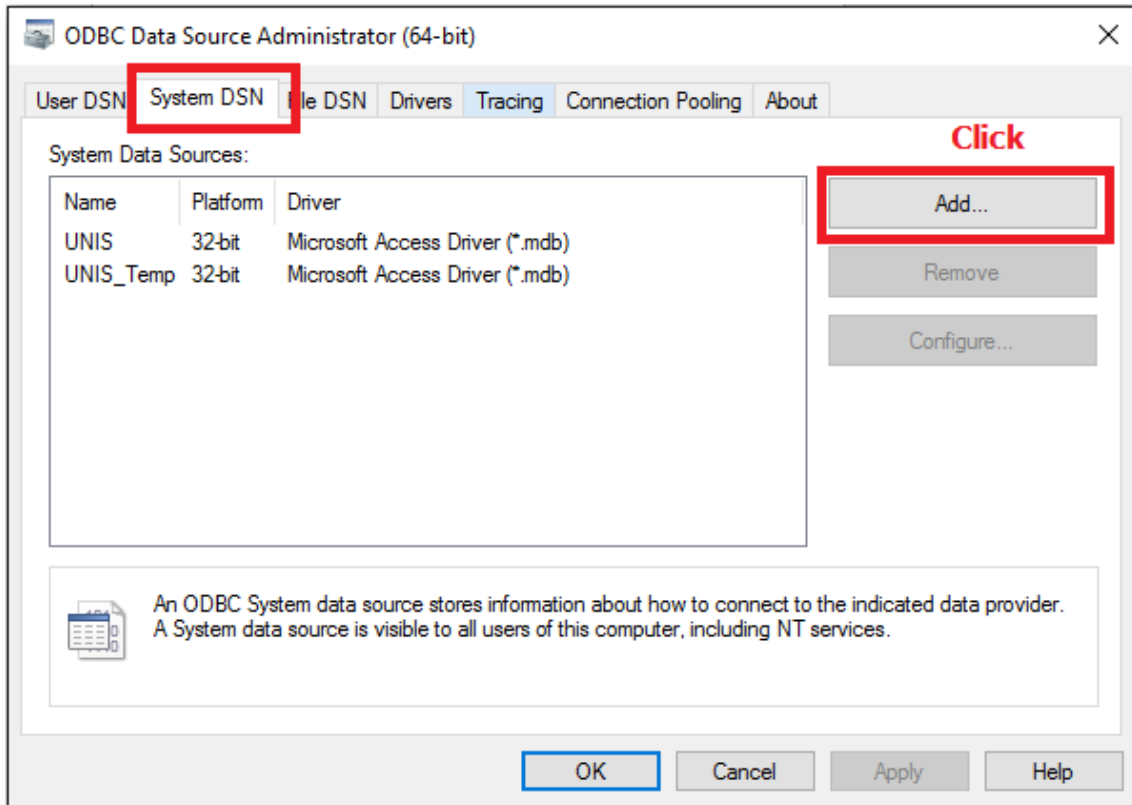 ODBC Data Source Administrator (64-bit)
User DSN System DSN File DSN Drivers Tracing Connection Pooling About
Click
System Data Sources:
Add...
Name Platform Driver
UNIS 32-bit Microsoft Access Driver (*.mdb)
UNIS_Temp 32-bit Microsoft Access Driver (*.mdb)
Remove
Configure...
An ODBC System data source stores information about how to connect to the indicated data provider.
A System data source is visible to all users of this computer, including NT services.
OK Cancel Apply Help